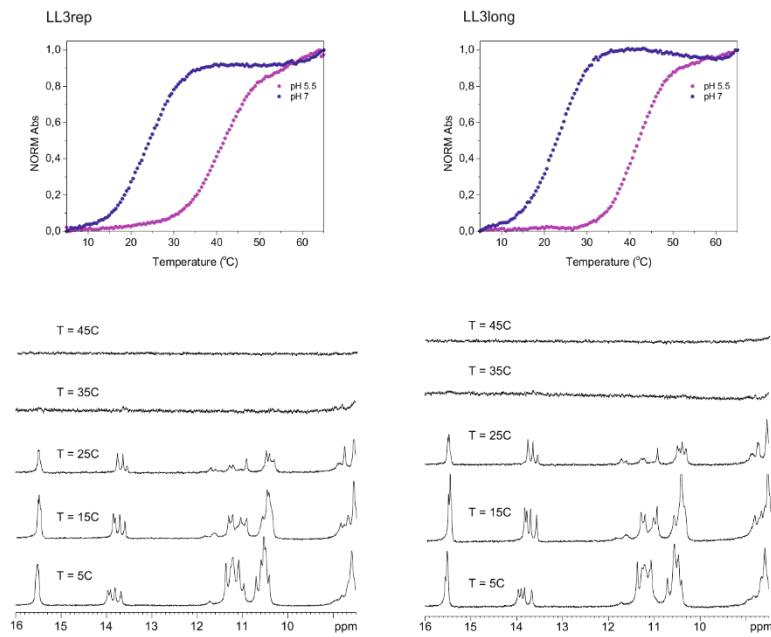 LL3rep
LL3long
1,0
0,8
0,6
0,4
0,2
0,0
NORM Abs
pH 5.5
pH 7
10 20 30 40 50 60
Temperature (°C)
1,0
0,8
0,6
0,4
0,2
0,0
NORM Abs
pH 5.5
pH 7
10 20 30 40 50 60
Temperature (°C)
T = 45C
T = 35C
T = 25C
T = 15C
T = 5C
16 15 14 13 12 11 10 ppm
T = 45C
T = 35C
T = 25C
T = 15C
T = 5C
16 15 14 13 12 11 10 ppm